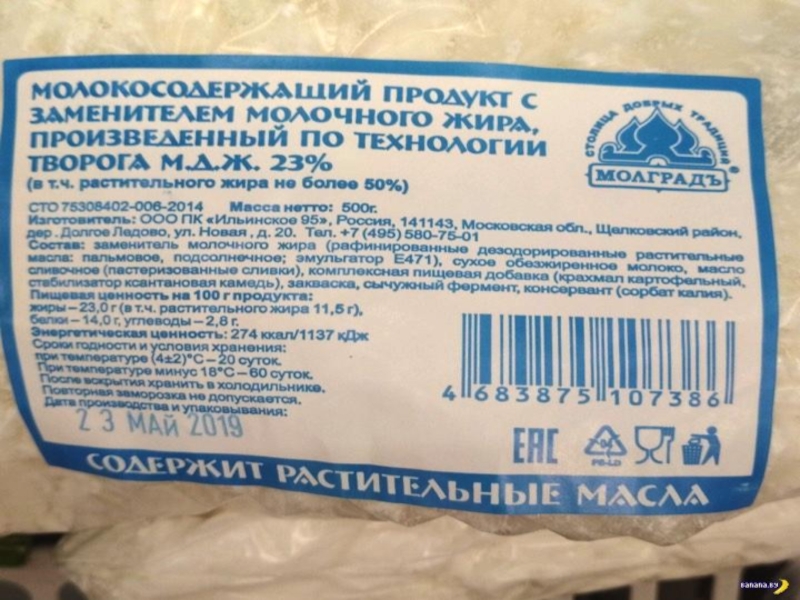 МОЛОКОСОДЕРЖАЩИЙ ПРОДУКТ С
ЗАМЕНИТЕЛЕМ МОЛОЧНОГО ЖИРА,
ПРОИЗВЕДЕННЫЙ ПО ТЕХНОЛОГИИ
ТВОРОГА М.Д.Ж. 23%
(в т.ч. растительного жира не более 50%)
СТОЛИЦА ДОБРЫХ ТРАДИЦИЙ
МОЛГРАДЪ®
СТО 75308402-006-2014 Масса нетто: 500г.
Изготовитель: ООО ПК «Ильинское 95», Россия, 141143, Московская обл., Щелковский район,
дер. Долгое Ледово, ул. Новая, д. 20. Тел. +7 (495) 580-75-01
Состав: заменитель молочного жира (рафинированные дезодорированные растительные
масла: пальмовое, подсолнечное; эмульгатор Е471), сухое обезжиренное молоко, масло
сливочное (пастеризованные сливки), комплексная пищевая добавка (крахмал картофельный,
стабилизатор ксантановая камедь), закваска, сычужный фермент, консервант (сорбат калия).
Пищевая ценность на 100 г продукта:
жиры – 23,0 г (в т.ч. растительного жира 11,5 г),
белки – 14,0 г, углеводы – 2,8 г.
Энергетическая ценность: 274 ккал/1137 кДж
Сроки годности и условия хранения:
при температуре (4±2)°С – 20 суток.
При температуре минус 18°С – 60 суток.
После вскрытия хранить в холодильнике.
Повторная заморозка не допускается.
Дата производства и упаковывания:
23 МАЙ 2019
4 683875 107386
EAC
4
PE-LD
СОДЕРЖИТ РАСТИТЕЛЬНЫЕ МАСЛА
banana.by